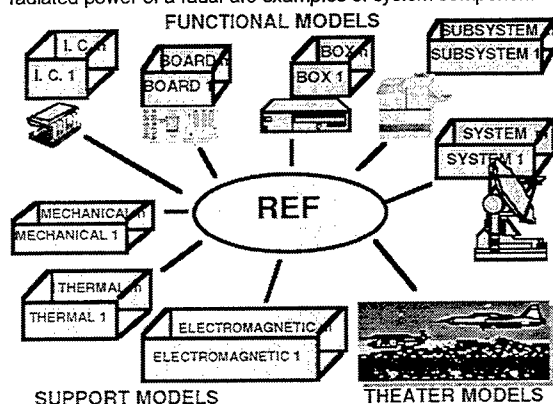 radiated power of a radar are examples of system component
FUNCTIONAL MODELS
I. C. n
I. C. 1
BOARD n
BOARD 1
BOX n
BOX 1
SUBSYSTEM n
SUBSYSTEM 1
SYSTEM n
SYSTEM 1
REF
MECHANICAL n
MECHANICAL 1
THERMAL n
THERMAL 1
ELECTROMAGNETIC n
ELECTROMAGNETIC 1
SUPPORT MODELS
THEATER MODELS